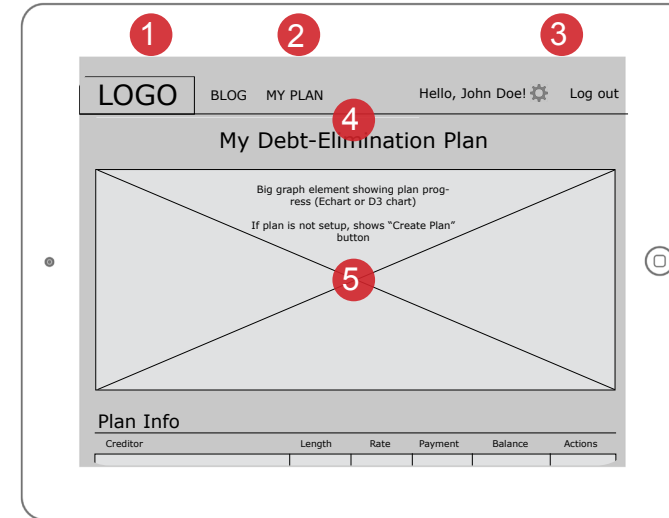 1 2 3
LOGO BLOG MY PLAN Hello, John Doe! Log out
4
My Debt-Elimination Plan
Big graph element showing plan prog-
ress (Echart or D3 chart)
If plan is not setup, shows “Create Plan”
button
5
Plan Info
Creditor Length Rate Payment Balance Actions